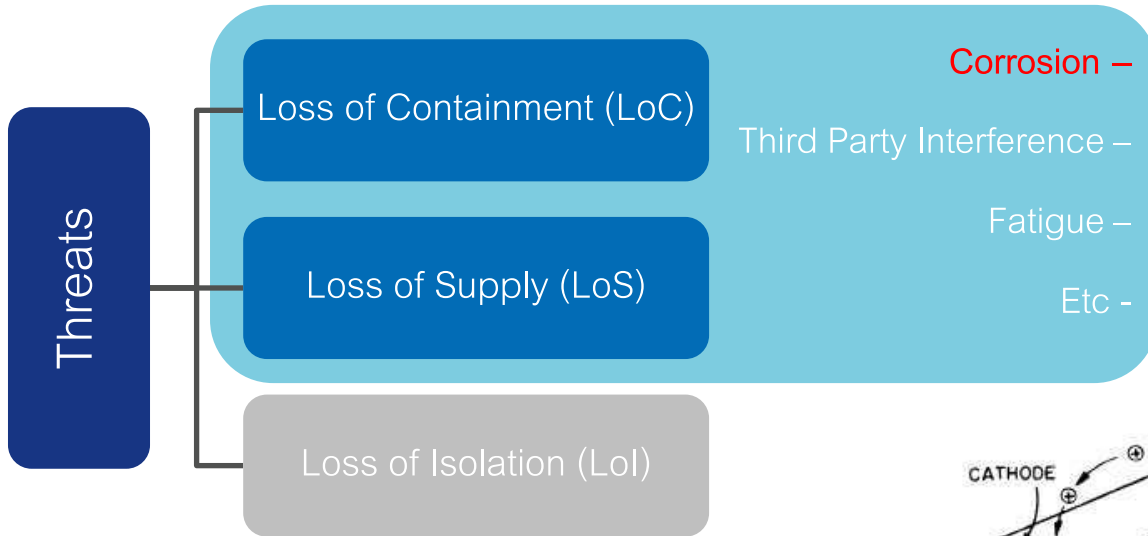 Threats
Loss of Containment (LoC)
Loss of Supply (LoS)
Loss of Isolation (LoI)
Corrosion –
Third Party Interference –
Fatigue –
Etc -
CATHODE
+
+